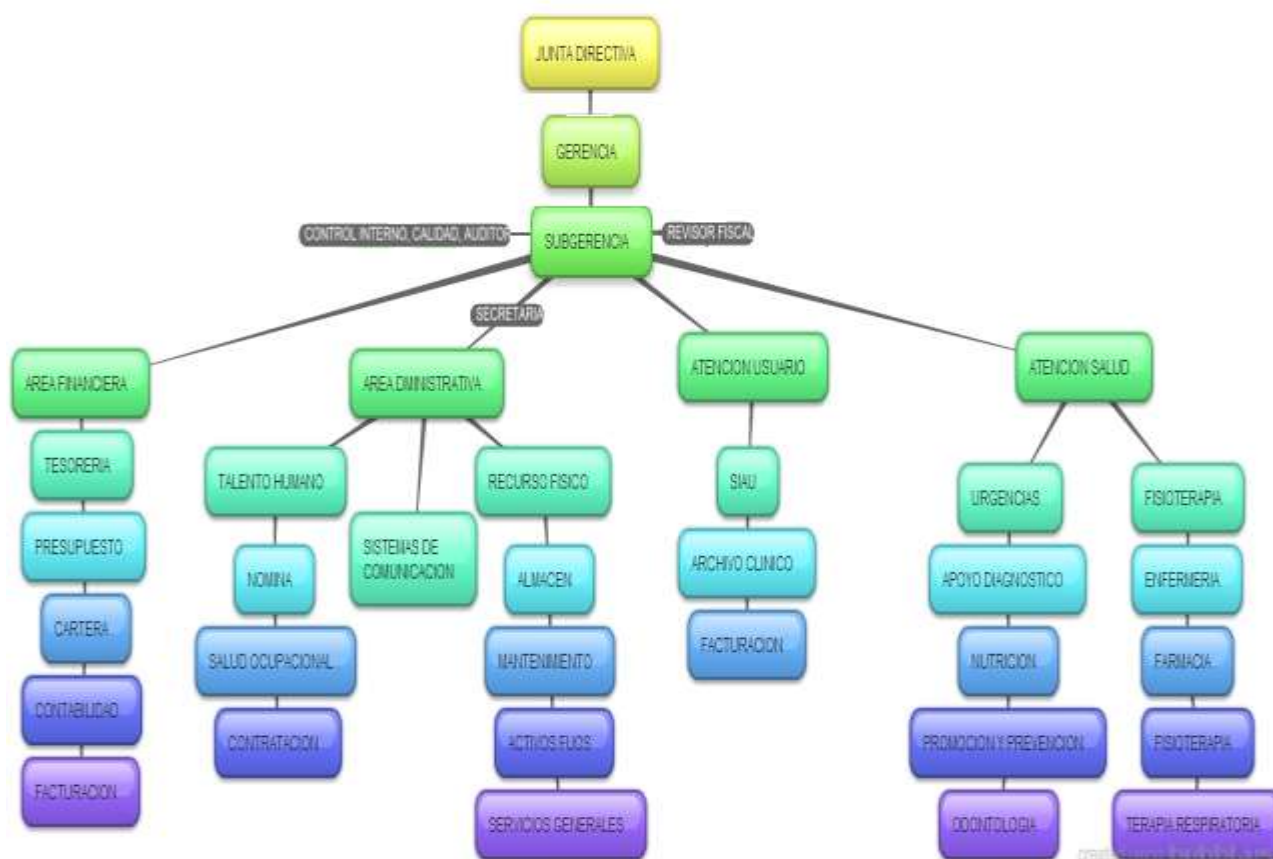 JUNTA DIRECTIVA
GERENCIA
CONTROL INTERNO, CALIDAD, AUDITOR
SUBGERENCIA
REVISOR FISCAL
SECRETARIA
AREA FINANCIERA
AREA DMINISTRATIVA
ATENCION USUARIO
ATENCION SALUD
TESORERIA
TALENTO HUMANO
RECURSO FISICO
SIAU
URGENCIAS
FISIOTERAPIA
PRESUPUESTO
NOMINA
SISTEMAS DE
COMUNICACION
ALMACEN
ARCHIVO CLINICO
APOYO DIAGNOSTICO
ENFERMERIA
CARTERA
SALUD OCUPACIONAL
MANTENIMIENTO
FACTURACION
NUTRICION
FARMACIA
CONTABILIDAD
CONTRATACION
ACTIVOS FIJOS
PROMOCION Y PREVENCION
FISIOTERAPIA
FACTURACION
SERVICIOS GENERALES
ODONTOLOGIA
TERAPIA RESPIRATORIA